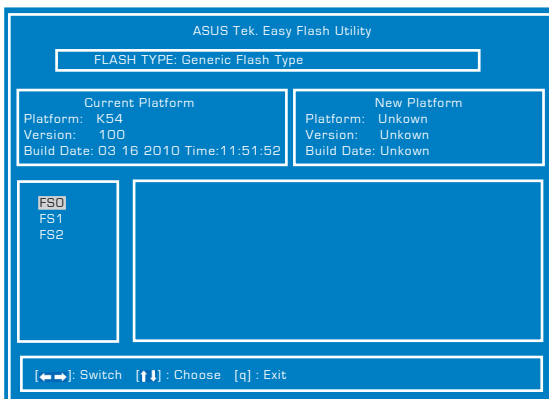 ASUS Tek. Easy Flash Utility
FLASH TYPE: Generic Flash Type
Current Platform
Platform: K54
Version: 100
Build Date: 03 16 2010 Time:11:51:52
New Platform
Platform: Unkown
Version: Unkown
Build Date: Unkown
FS0
FS1
FS2
[←→]: Switch [↑↓] : Choose [q] : Exit